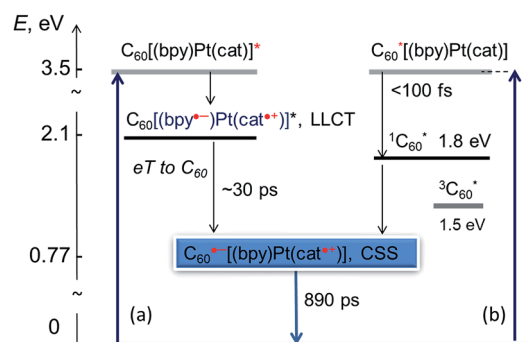 E, eV
C₆₀[(bpy)Pt(cat)]* C₆₀*[(bpy)Pt(cat)]
3.5
<100 fs
~
C₆₀[(bpy•−)Pt(cat•+)]*, LLCT
2.1
¹C₆₀* 1.8 eV
eT to C₆₀
~30 ps
³C₆₀*
1.5 eV
0.77
C₆₀•−[(bpy)Pt(cat•+)], CSS
~
890 ps
0
(a)
(b)